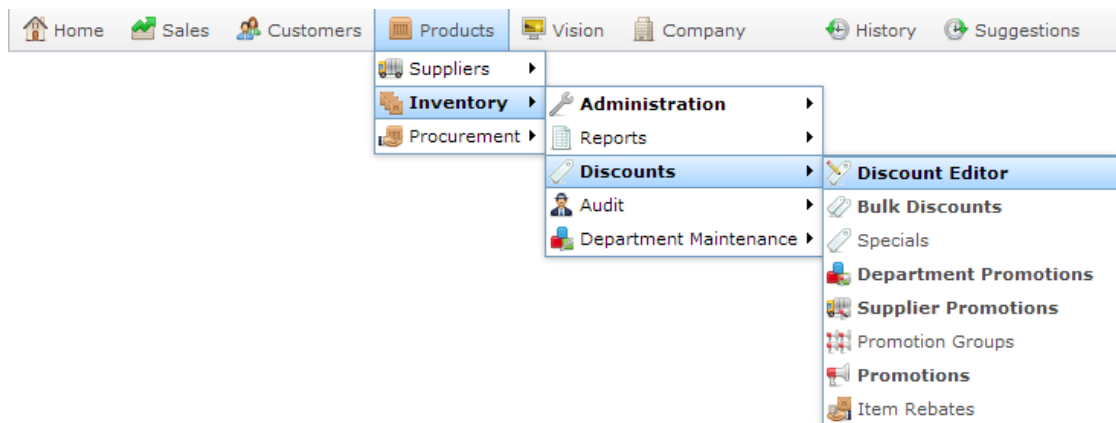 Home Sales Customers Products Vision Company History Suggestions
Suppliers
Inventory
Procurement
Administration
Reports
Discounts
Audit
Department Maintenance
Discount Editor
Bulk Discounts
Specials
Department Promotions
Supplier Promotions
Promotion Groups
Promotions
Item Rebates